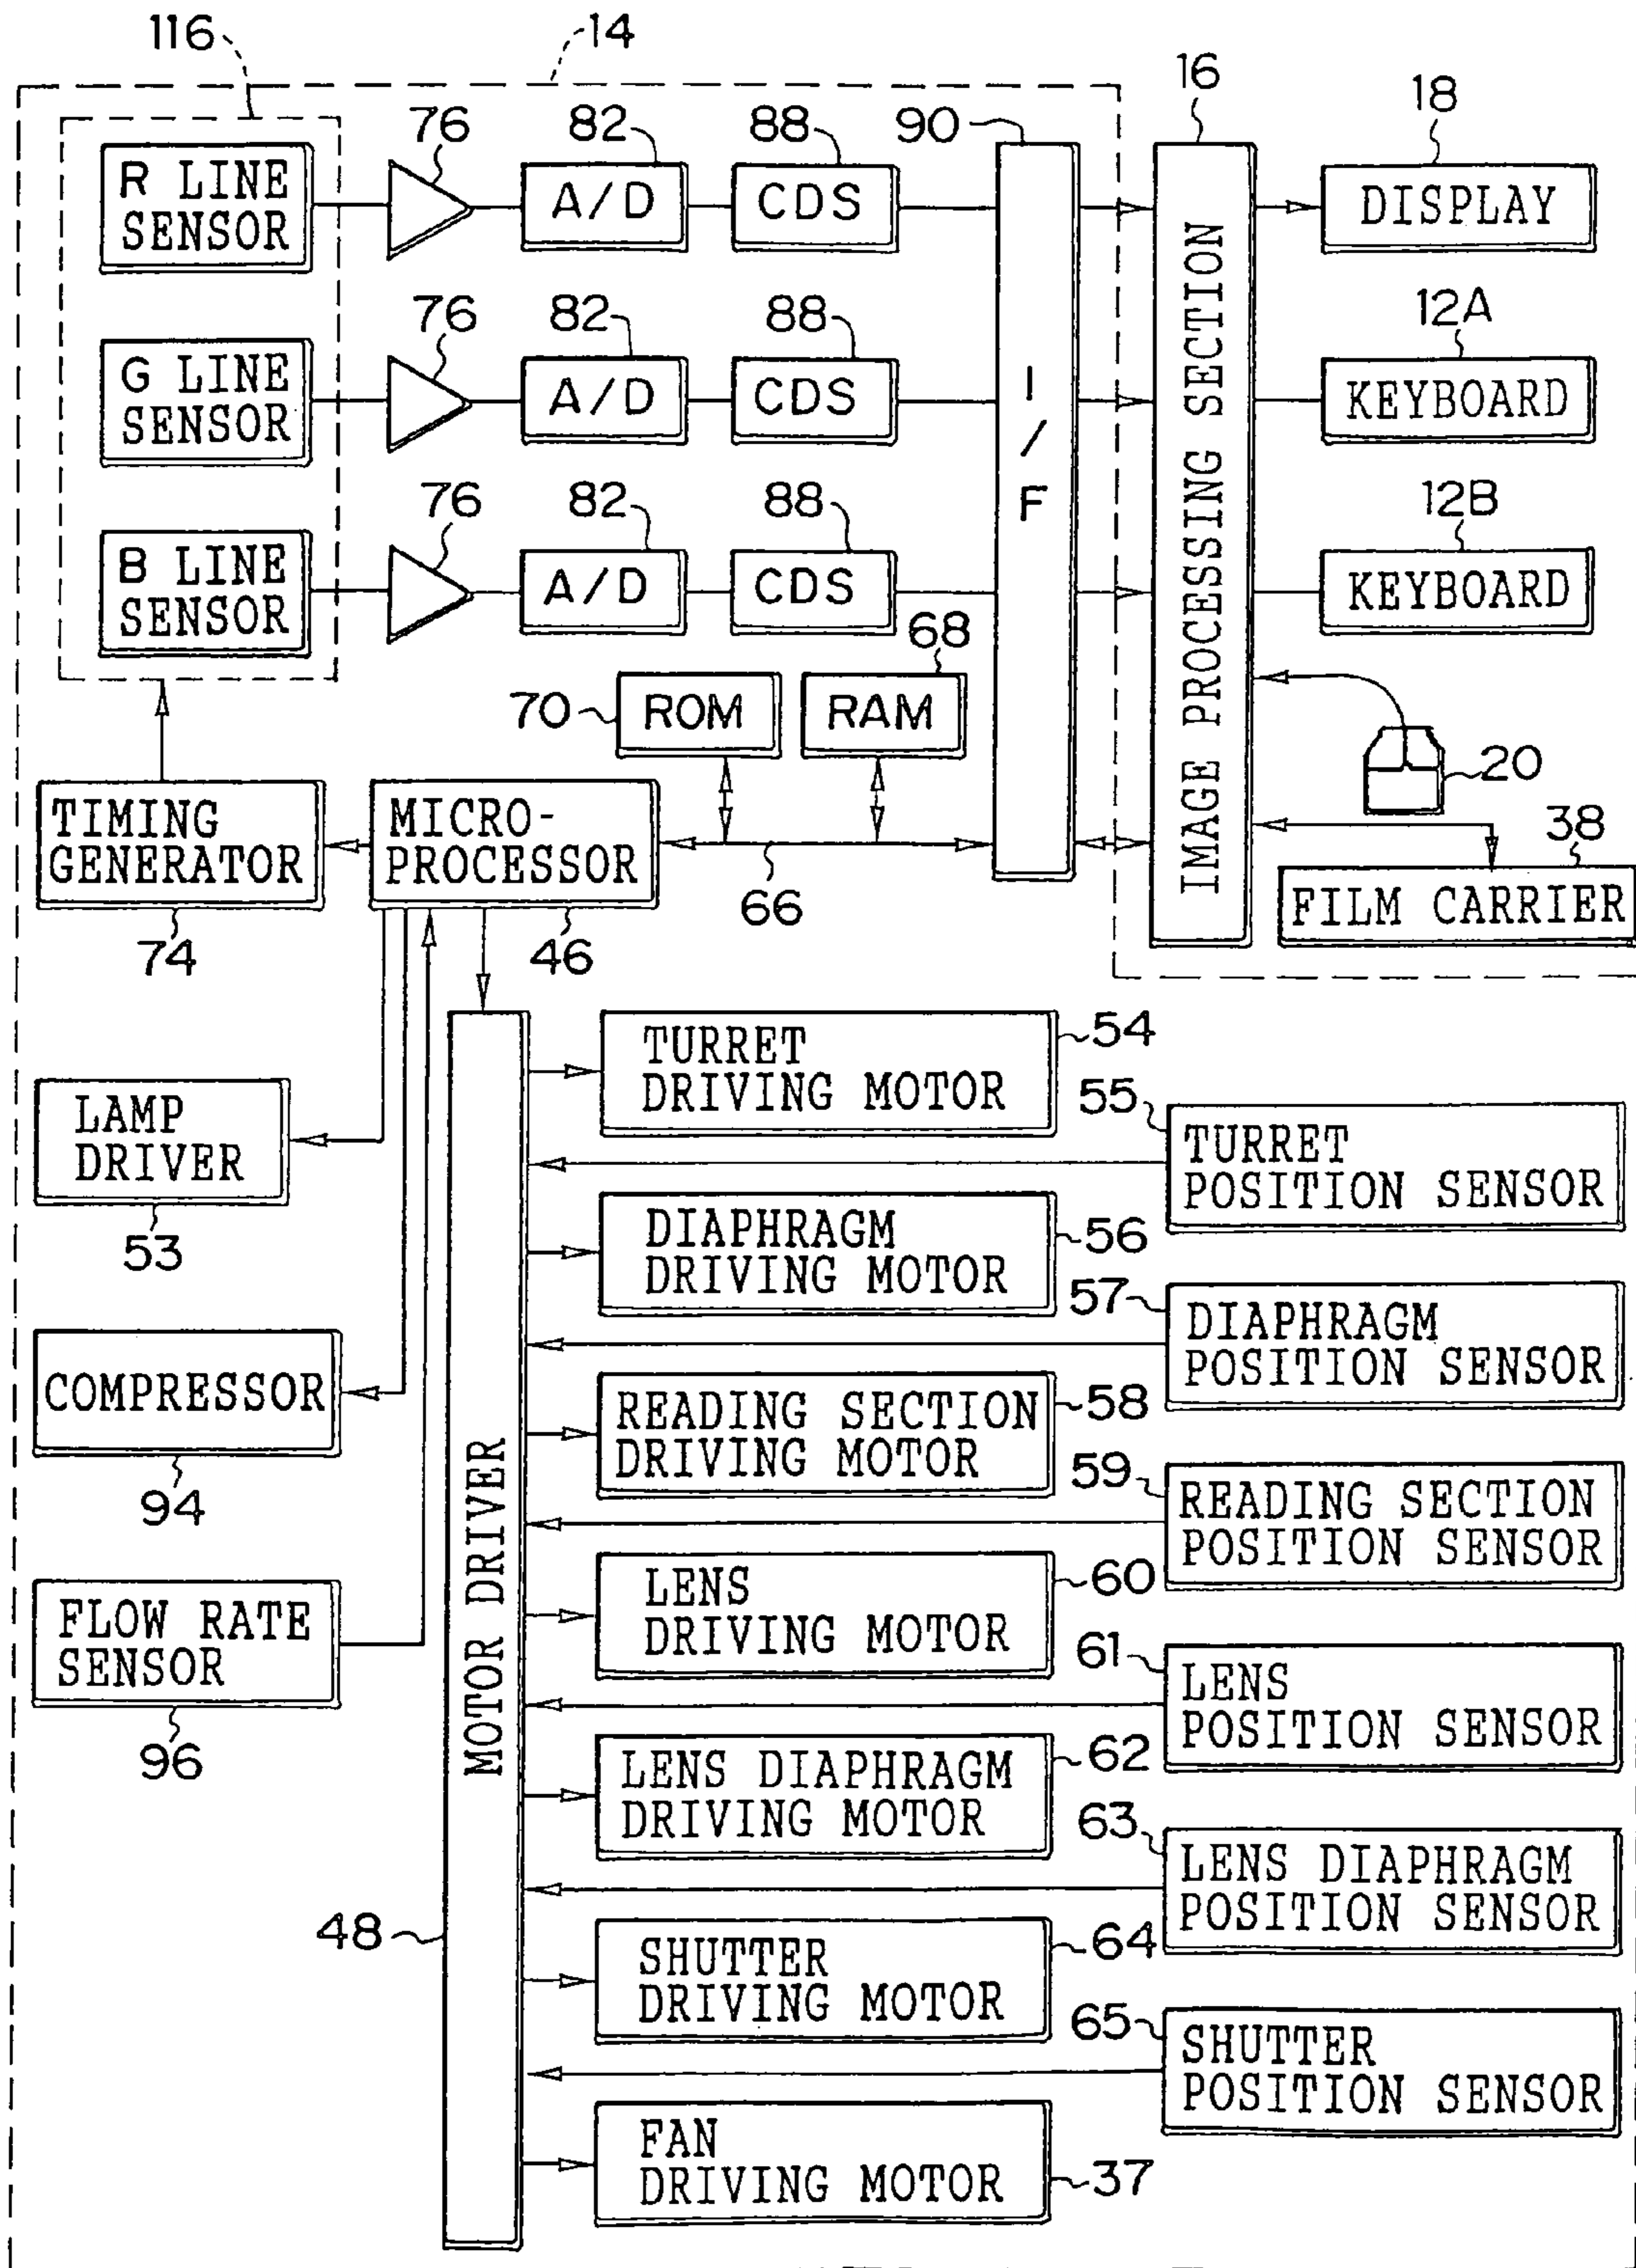 116
14
16
18
76
82
88
90
R LINE
SENSOR
A/D
CDS
DISPLAY
76
82
88
12A
G LINE
SENSOR
A/D
CDS
I/F
IMAGE PROCESSING SECTION
KEYBOARD
76
82
88
12B
B LINE
SENSOR
A/D
CDS
KEYBOARD
68
70
ROM
RAM
20
TIMING
GENERATOR
MICRO-
PROCESSOR
38
74
46
66
FILM CARRIER
TURRET
DRIVING MOTOR
54
55
LAMP
DRIVER
TURRET
POSITION SENSOR
53
DIAPHRAGM
DRIVING MOTOR
56
57
DIAPHRAGM
POSITION SENSOR
COMPRESSOR
94
READING SECTION
DRIVING MOTOR
58
59
READING SECTION
POSITION SENSOR
MOTOR DRIVER
FLOW RATE
SENSOR
96
LENS
DRIVING MOTOR
60
61
LENS
POSITION SENSOR
LENS DIAPHRAGM
DRIVING MOTOR
62
63
LENS DIAPHRAGM
POSITION SENSOR
48
SHUTTER
DRIVING MOTOR
64
65
SHUTTER
POSITION SENSOR
FAN
DRIVING MOTOR
37